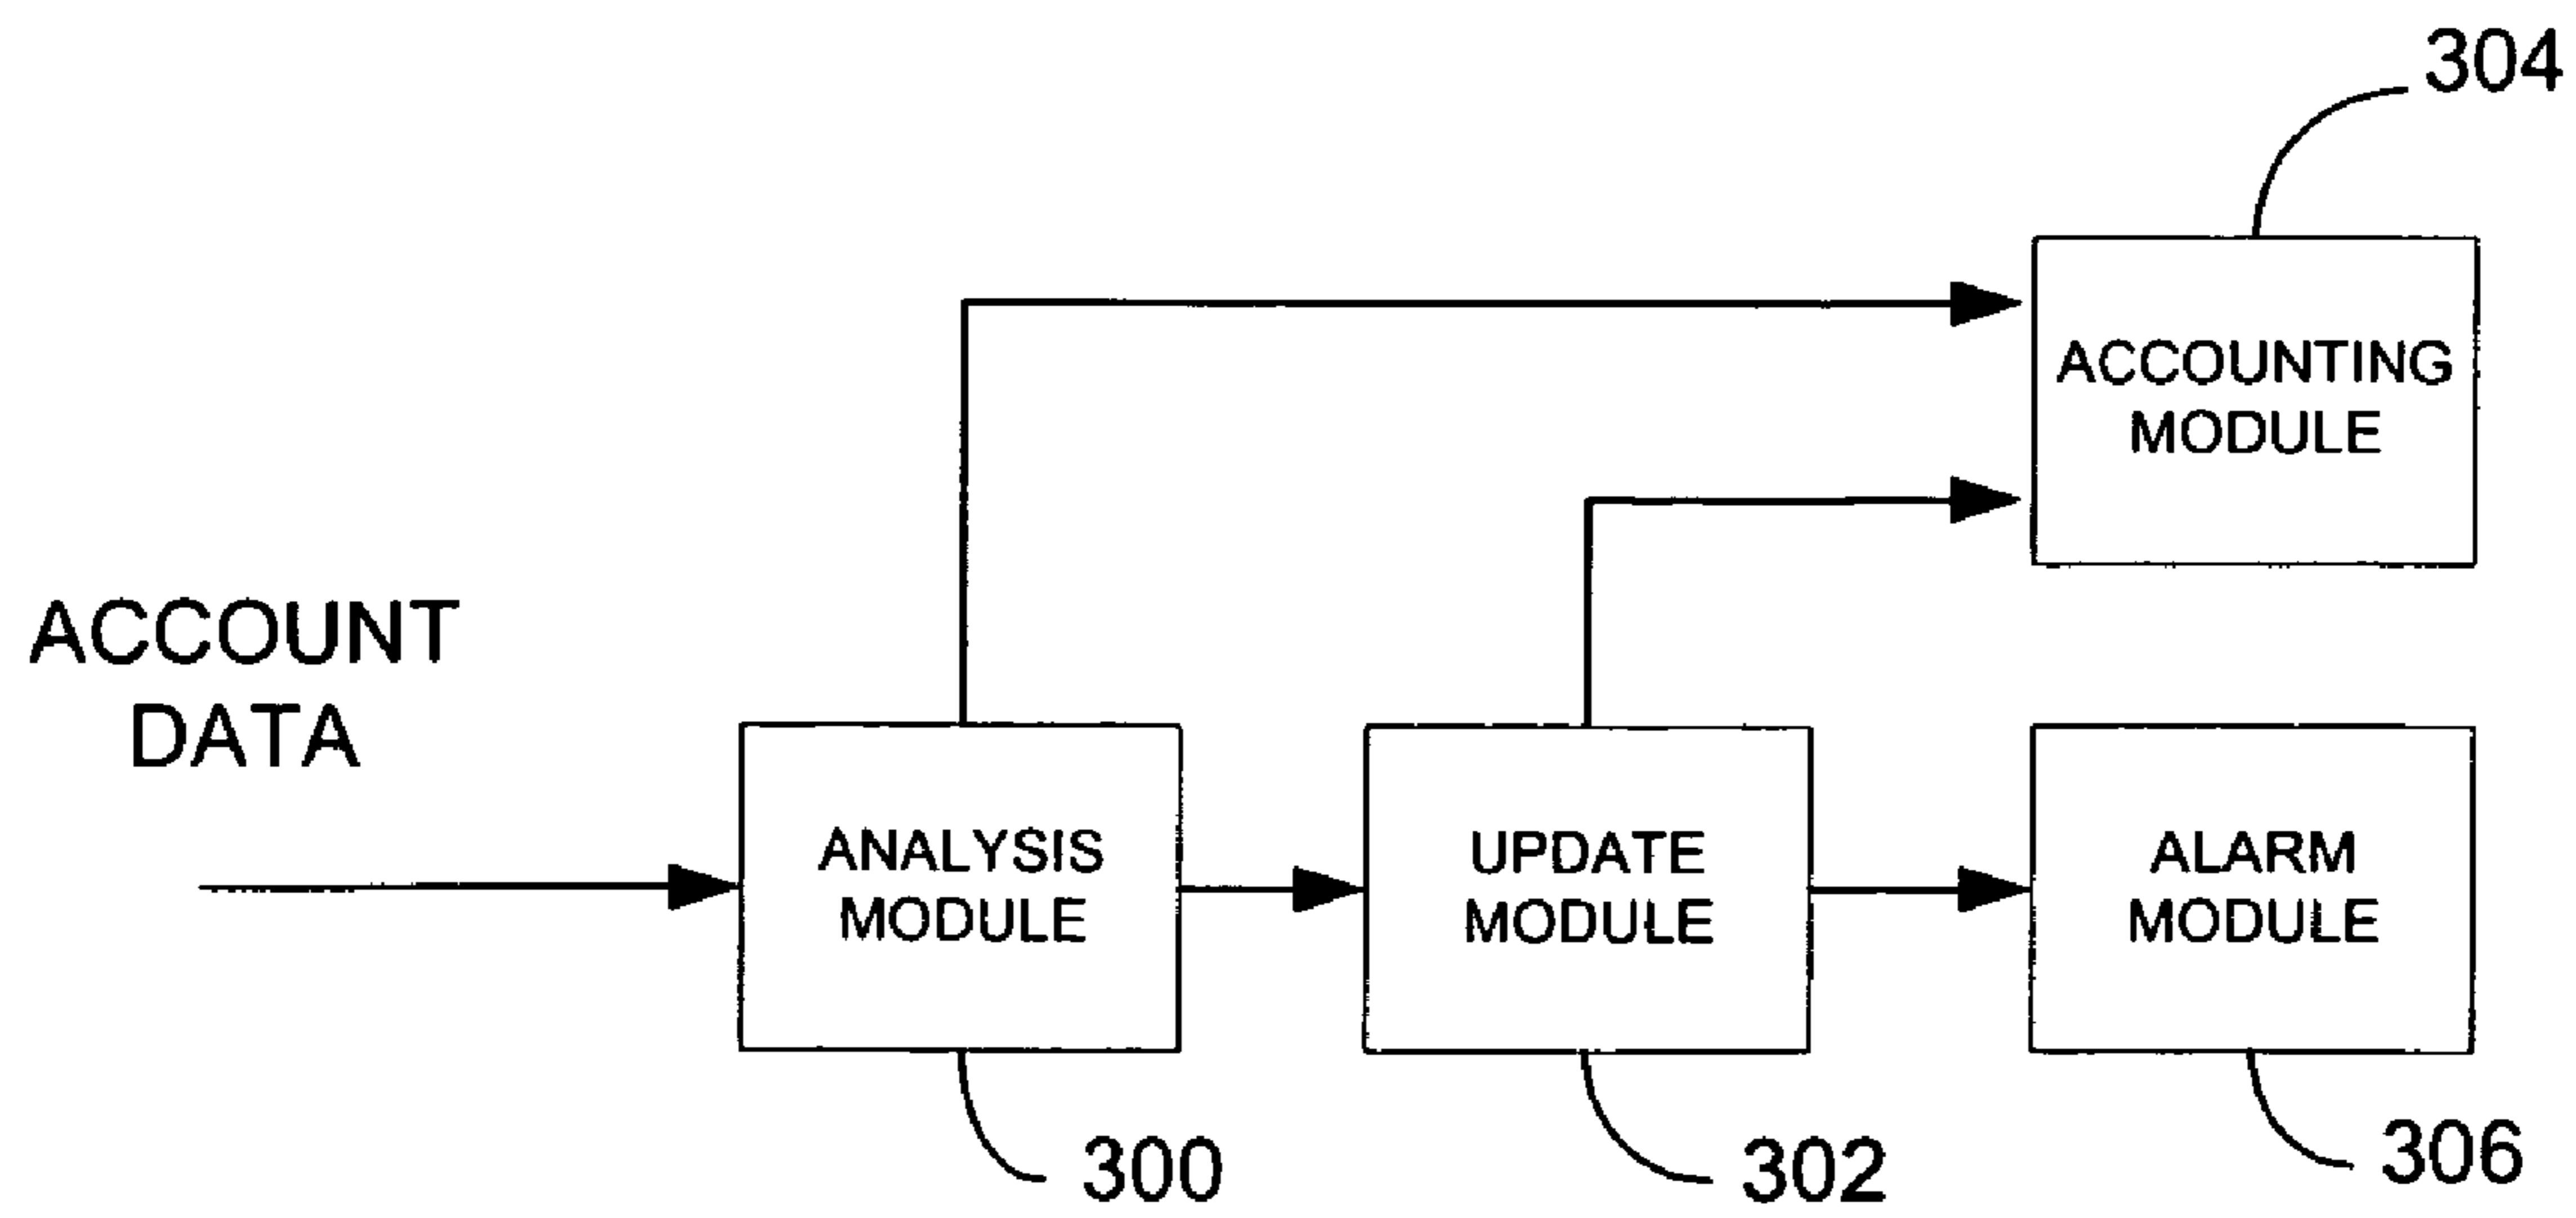 304
ACCOUNTING
MODULE
ACCOUNT
DATA
ANALYSIS
MODULE
UPDATE
MODULE
ALARM
MODULE
300
302
306